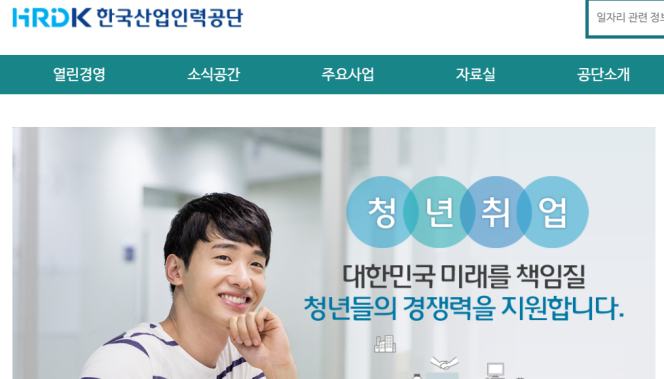 HRDK 한국산업인력공단
일자리 관련 정보
열린경영 소식공간 주요사업 자료실 공단소개
청년취업
대한민국 미래를 책임질
청년들의 경쟁력을 지원합니다.